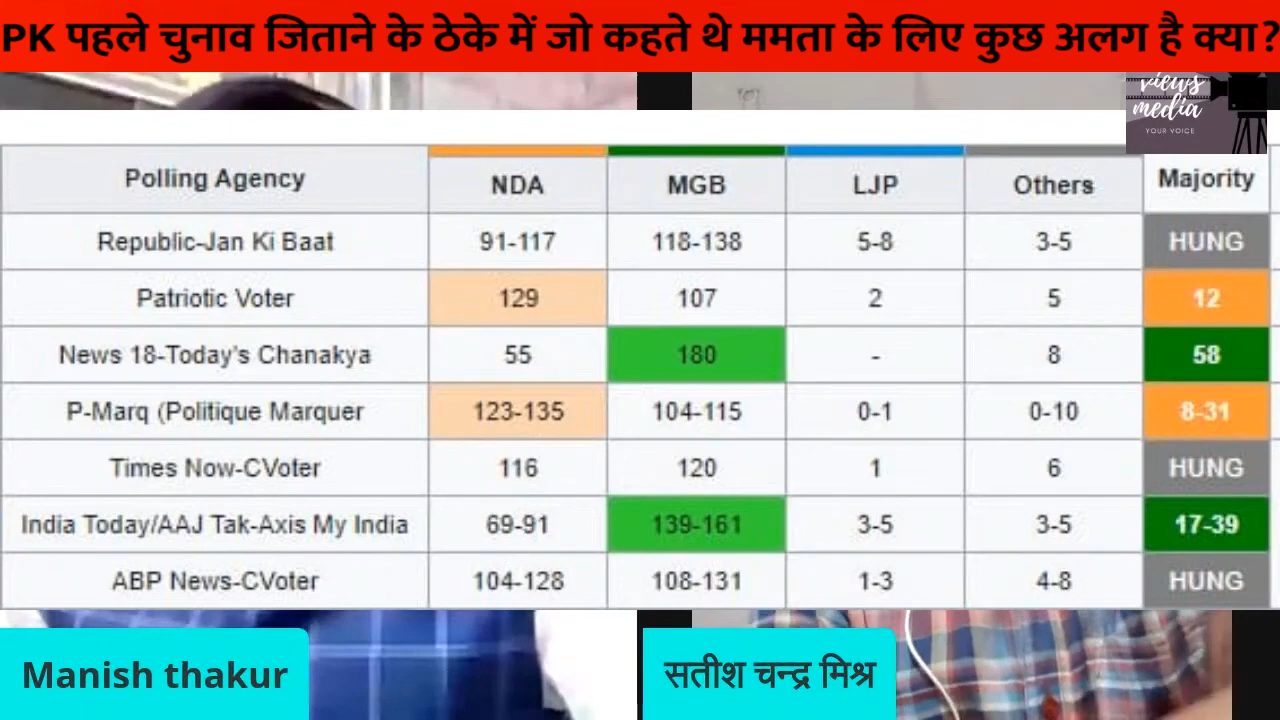 PK पहले चुनाव जिताने के ठेके में जो कहते थे ममता के लिए कुछ अलग है क्या?
views
media
YOUR VOICE
Polling Agency NDA MGB LJP Others Majority
Republic-Jan Ki Baat 91-117 118-138 5-8 3-5 HUNG
Patriotic Voter 129 107 2 5 12
News 18-Today's Chanakya 55 180 - 8 58
P-Marq (Politique Marquer 123-135 104-115 0-1 0-10 8-31
Times Now-CVoter 116 120 1 6 HUNG
India Today/AAJ Tak-Axis My India 69-91 139-161 3-5 3-5 17-39
ABP News-CVoter 104-128 108-131 1-3 4-8 HUNG
Manish thakur
सतीश चन्द्र मिश्र